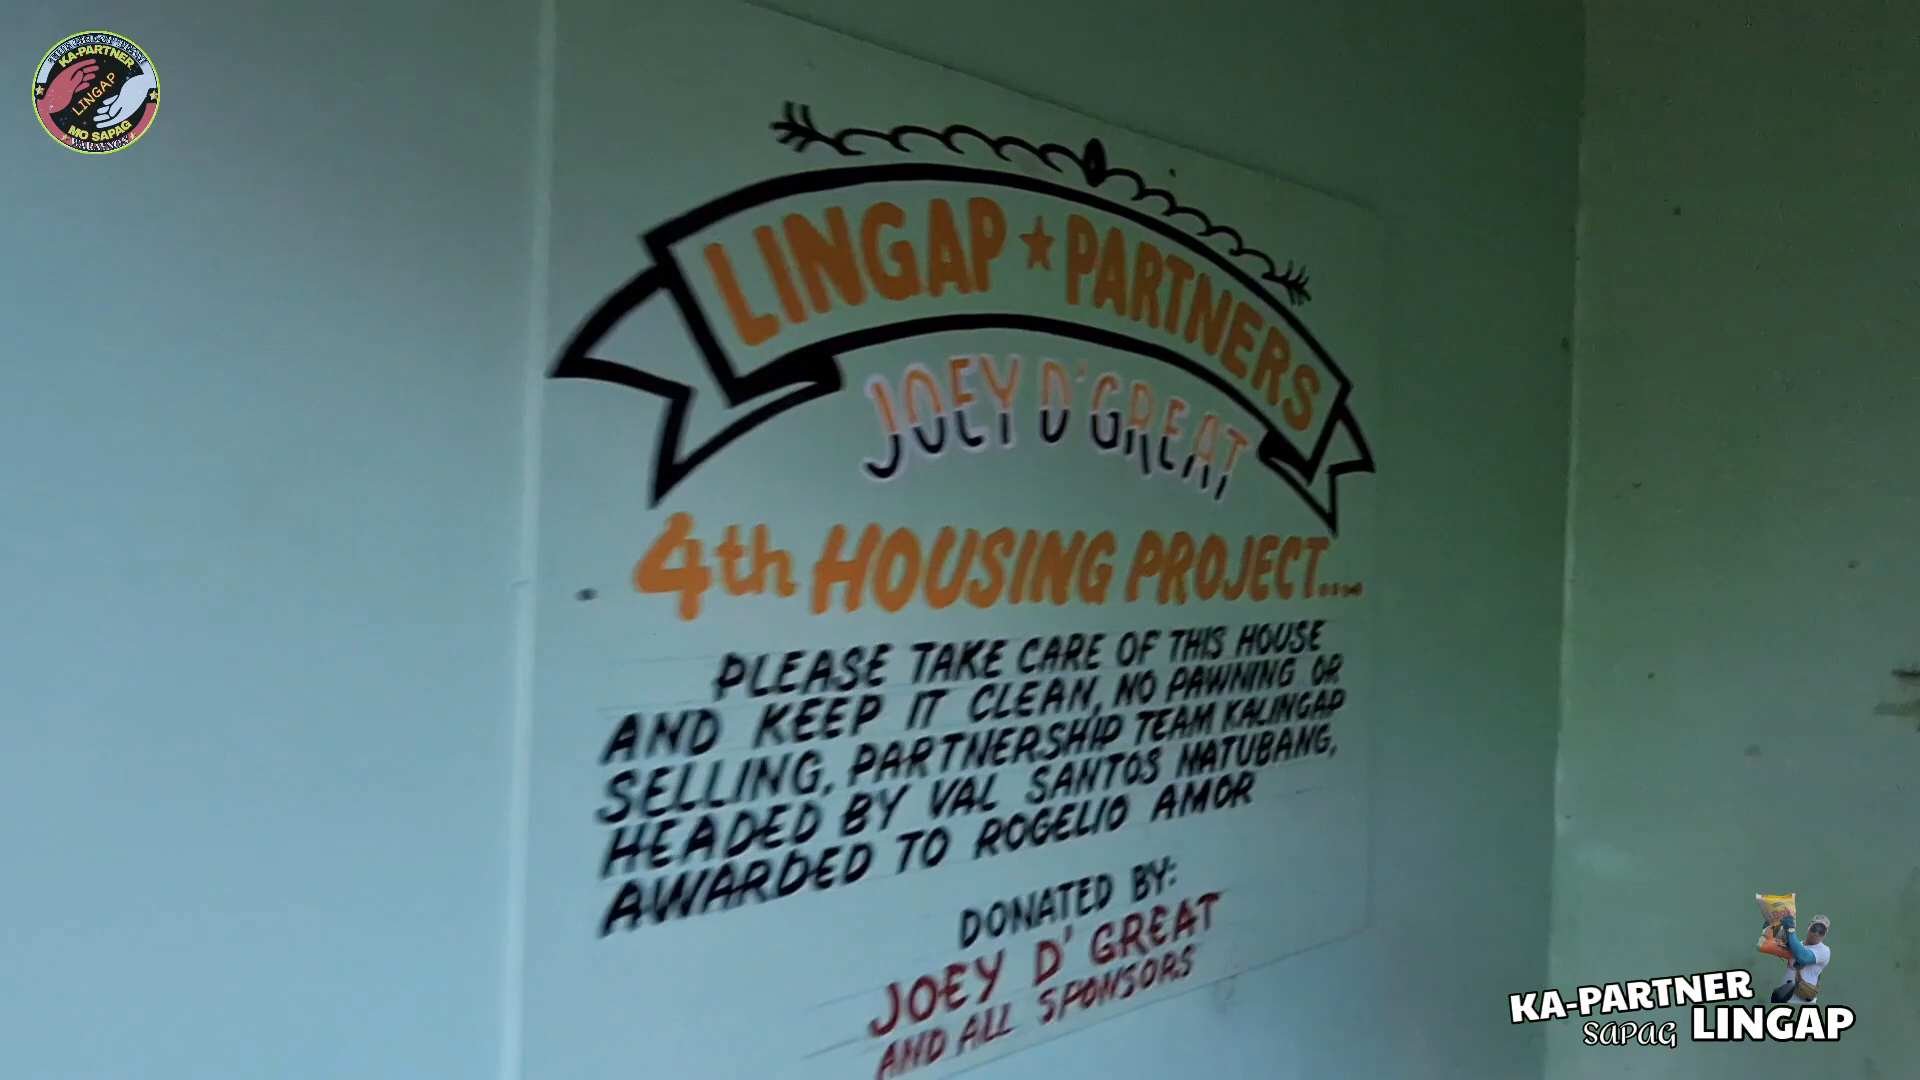 KA-PARTNER
LINGAP
MO SAPAG
LINGAP ★ PARTNERS
JOEY D'GREAT
4th HOUSING PROJECT....
PLEASE TAKE CARE OF THIS HOUSE
AND KEEP IT CLEAN, NO PAWNING OR
SELLING, PARTNERSHIP TEAM KALINGAP
HEADED BY VAL SANTOS MATUBANG,
AWARDED TO ROGELIO AMOR
DONATED BY:
JOEY D' GREAT
AND ALL SPONSORS
KA-PARTNER
SAPAG LINGAP